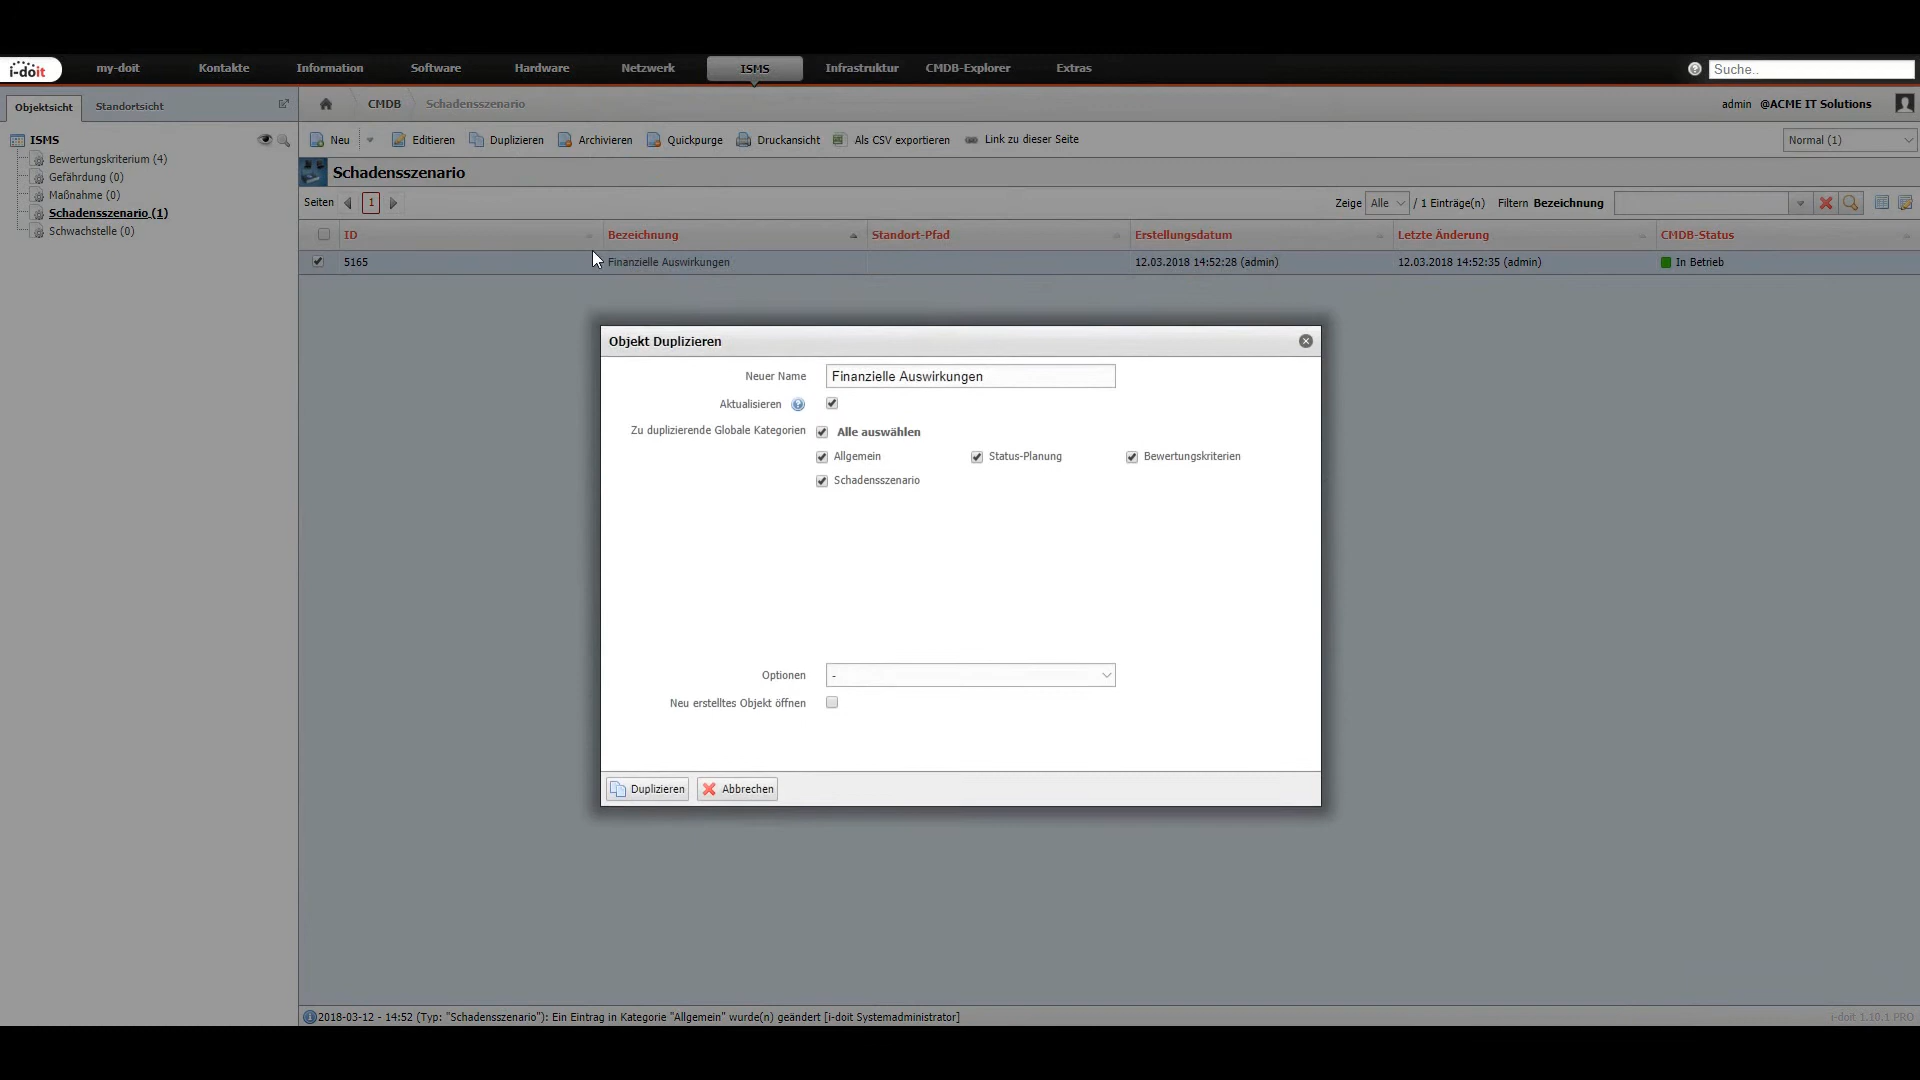 i-doit
my-doit Kontakte Information Software Hardware Netzwerk ISMS Infrastruktur CMDB-Explorer Extras
Suche..
Objektsicht Standortsicht
CMDB Schadensszenario
admin @ACME IT Solutions
ISMS
Bewertungskriterium (4)
Gefährdung (0)
Maßnahme (0)
Schadensszenario (1)
Schwachstelle (0)
Neu Editieren Duplizieren Archivieren Quickpurge Druckansicht Als CSV exportieren Link zu dieser Seite
Normal (1)
Schadensszenario
Seiten 1
Zeige Alle / 1 Einträge(n) Filtern Bezeichnung
ID Bezeichnung Standort-Pfad Erstellungsdatum Letzte Änderung CMDB-Status
5165 Finanzielle Auswirkungen 12.03.2018 14:52:28 (admin) 12.03.2018 14:52:35 (admin) In Betrieb
Objekt Duplizieren
Neuer Name Finanzielle Auswirkungen
Aktualisieren ?
Zu duplizierende Globale Kategorien Alle auswählen
Allgemein Status-Planung Bewertungskriterien
Schadensszenario
Optionen -
Neu erstelltes Objekt öffnen
Duplizieren Abbrechen
2018-03-12 - 14:52 (Typ: "Schadensszenario"): Ein Eintrag in Kategorie "Allgemein" wurde(n) geändert [i-doit Systemadministrator]
i-doit 1.10.1 PRO